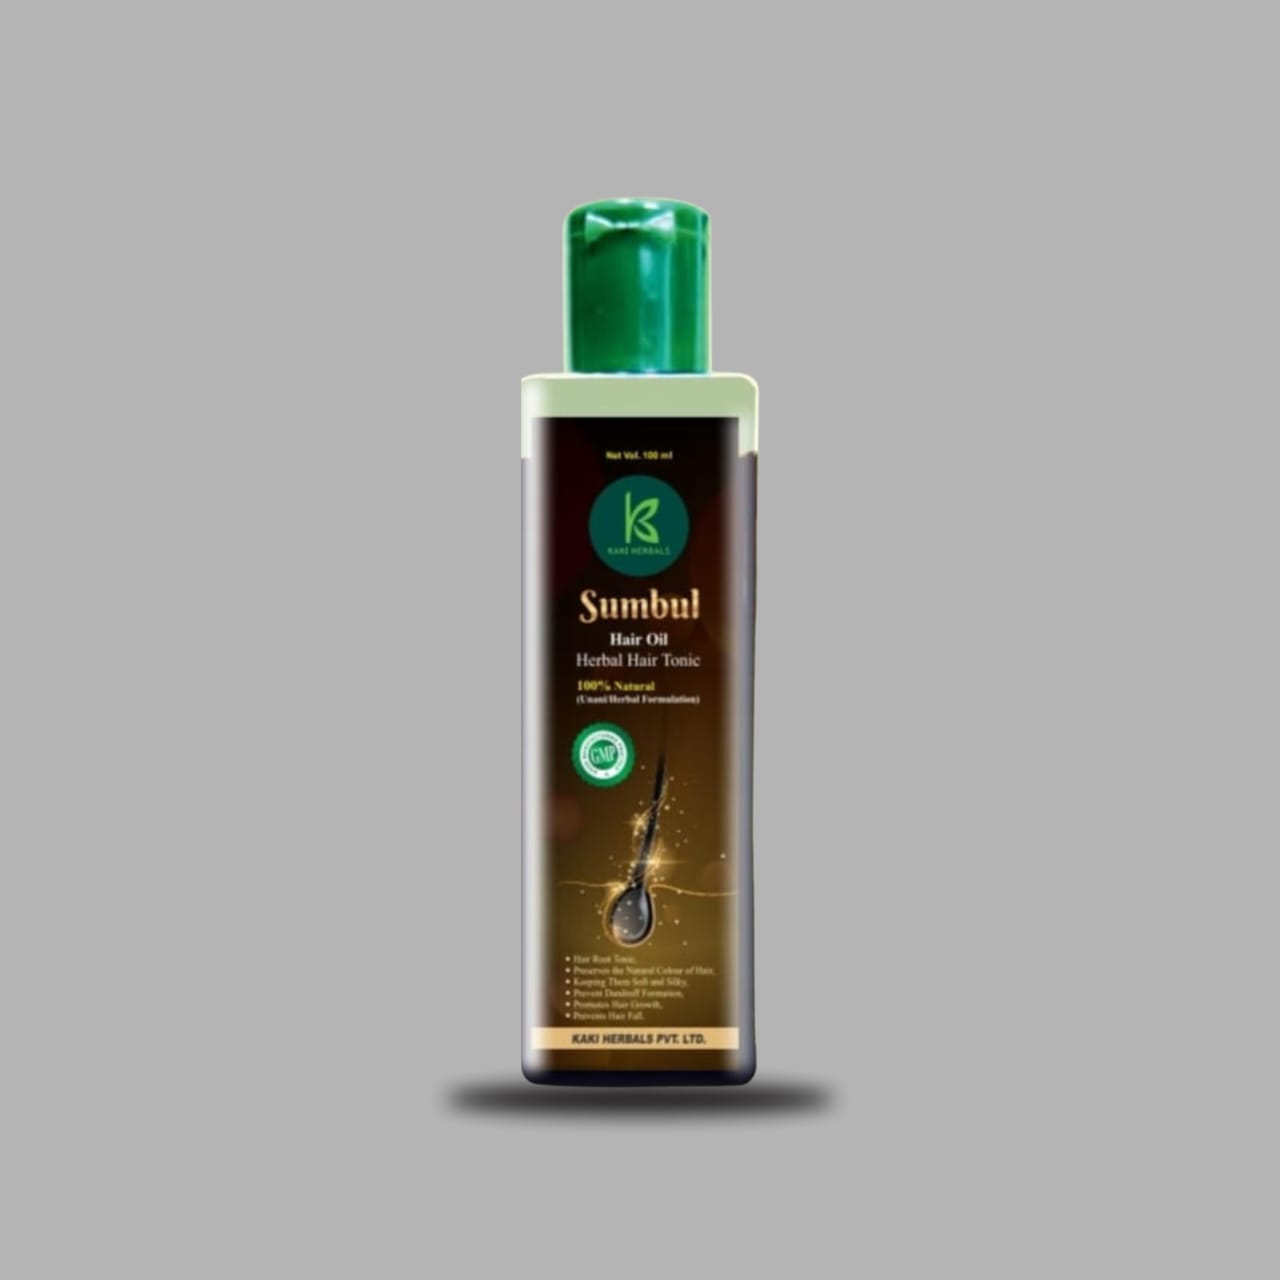 Net Vol. 100 ml
KAKI HERBALS
Sumbul
Hair Oil
Herbal Hair Tonic
100% Natural
(Unani/Herbal Formulation)
GMP
Hair Root Tonic,
Preserves the Natural Colour of Hair,
Keeping Them Soft and Silky,
Prevent Dandruff Formation,
Promotes Hair Growth,
Prevents Hair Fall.
KAKI HERBALS PVT. LTD.